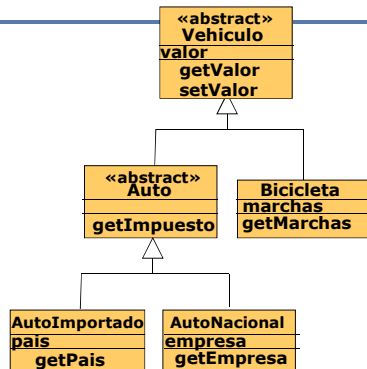 «abstract»
Vehiculo
valor
getValor
setValor
«abstract»
Auto
getImpuesto
Bicicleta
marchas
getMarchas
AutoImportado
pais
getPais
AutoNacional
empresa
getEmpresa